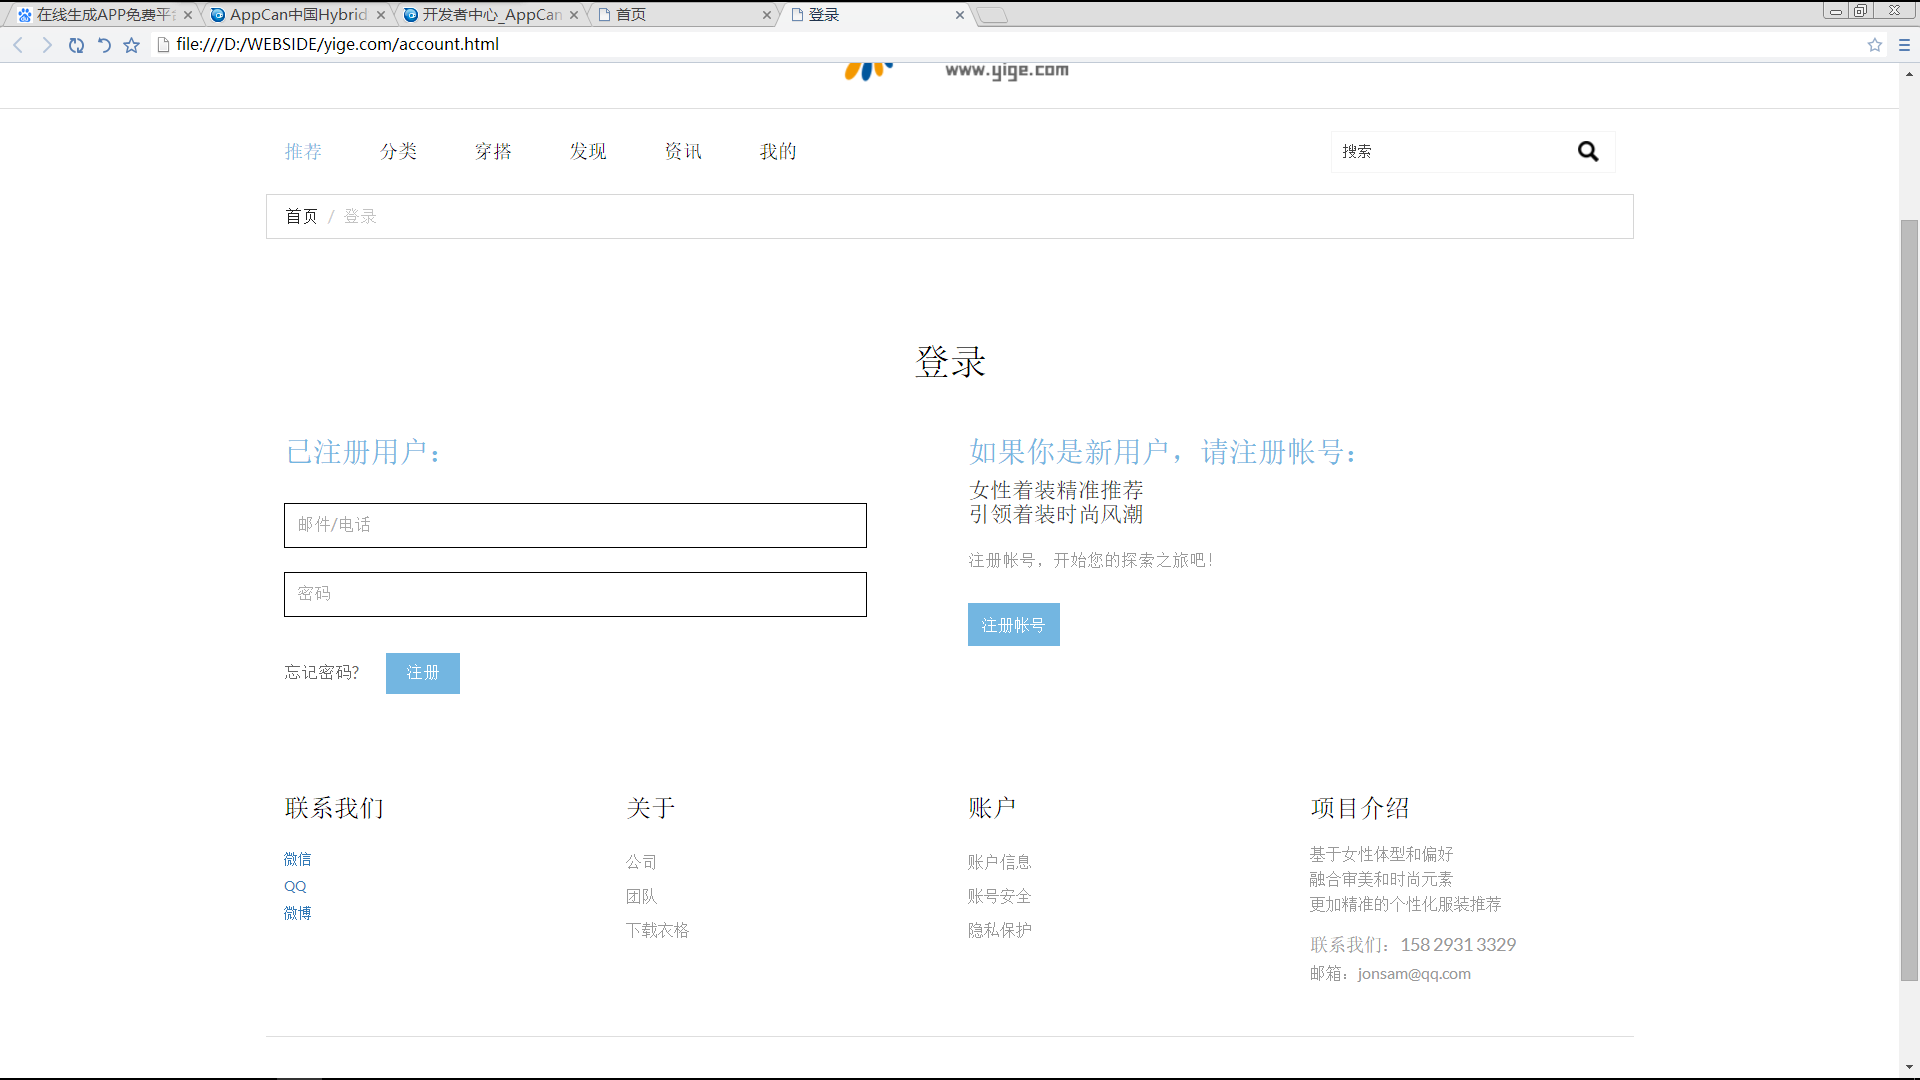 在线生成APP免费平台
AppCan中国Hybrid
开发者中心_AppCan
首页
登录
file:///D:/WEBSIDE/yige.com/account.html
www.yige.com
推荐 分类 穿搭 发现 资讯 我的 搜索
首页 / 登录
登录
已注册用户：
邮件/电话
密码
忘记密码? 注册
如果你是新用户，请注册帐号：
女性着装精准推荐
引领着装时尚风潮
注册帐号，开始您的探索之旅吧!
注册帐号
联系我们
微信
QQ
微博
关于
公司
团队
下载衣格
账户
账户信息
账号安全
隐私保护
项目介绍
基于女性体型和偏好
融合审美和时尚元素
更加精准的个性化服装推荐
联系我们：158 2931 3329
邮箱：jonsam@qq.com